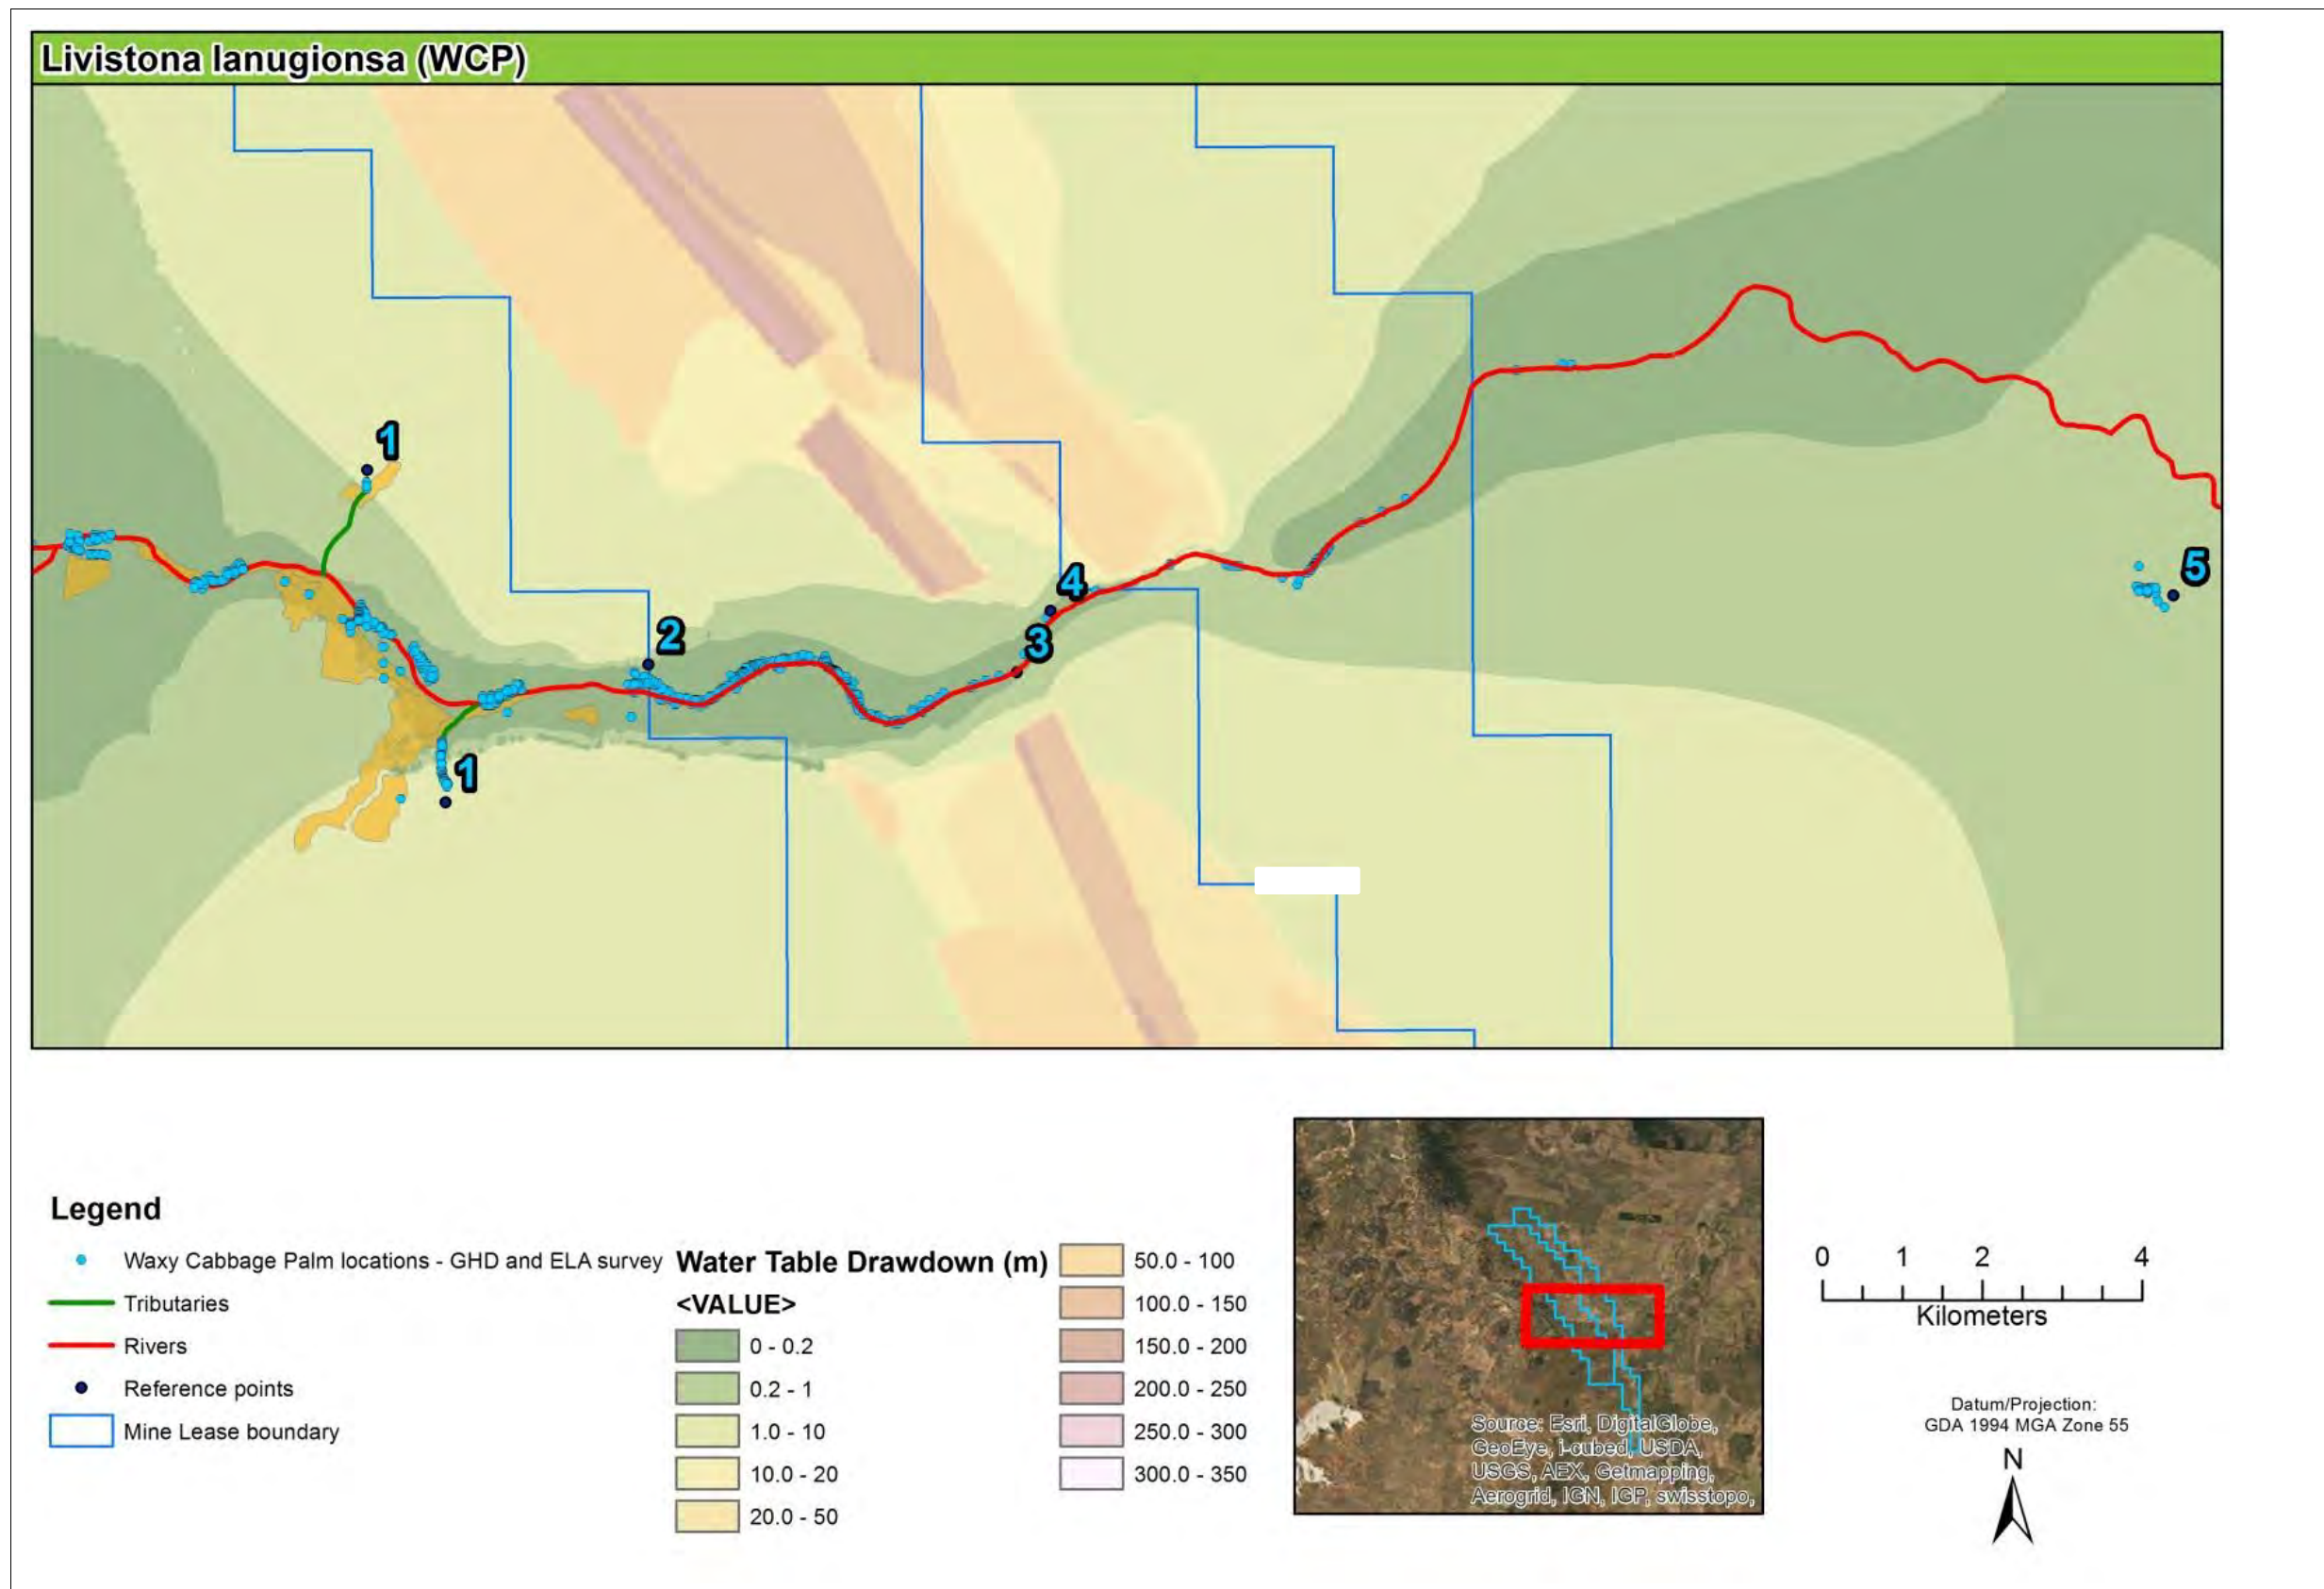 Livistona lanugionsa (WCP)
1
2
4
3
5
1
Legend
Waxy Cabbage Palm locations - GHD and ELA survey
Tributaries
Rivers
Reference points
Mine Lease boundary
Water Table Drawdown (m)
<VALUE>
0 - 0.2
0.2 - 1
1.0 - 10
10.0 - 20
20.0 - 50
50.0 - 100
100.0 - 150
150.0 - 200
200.0 - 250
250.0 - 300
300.0 - 350
Source: Esri, DigitalGlobe,
GeoEye, i-cubed, USDA,
USGS, AEX, Getmapping,
Aerogrid, IGN, IGP, swisstopo,
0 1 2 4
Kilometers
Datum/Projection:
GDA 1994 MGA Zone 55
N